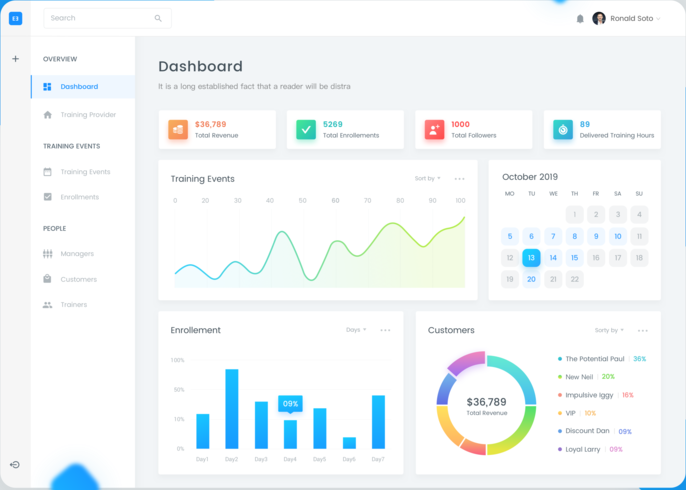 Search
Ronald Soto
OVERVIEW
Dashboard
Training Provider
TRAINING EVENTS
Training Events
Enrollments
PEOPLE
Managers
Customers
Trainers
Dashboard
It is a long established fact that a reader will be distra
$36,789
Total Revenue
5269
Total Enrollements
1000
Total Followers
89
Delivered Training Hours
Training Events
Sort by
0 20 30 40 50 60 70 80 90 100
October 2019
MO TU WE TH FR SA SU
1 2 3 4
5 6 7 8 9 10 11
12 13 14 15 16 17 18
19 20 21 22
Enrollement
Days
100%
50%
10%
0%
09%
Day1 Day2 Day3 Day4 Day5 Day6 Day7
Customers
Sorty by
$36,789
Total Revenue
The Potential Paul 36%
New Neil 20%
Impulsive Iggy 16%
VIP 10%
Discount Dan 09%
Loyal Larry 09%